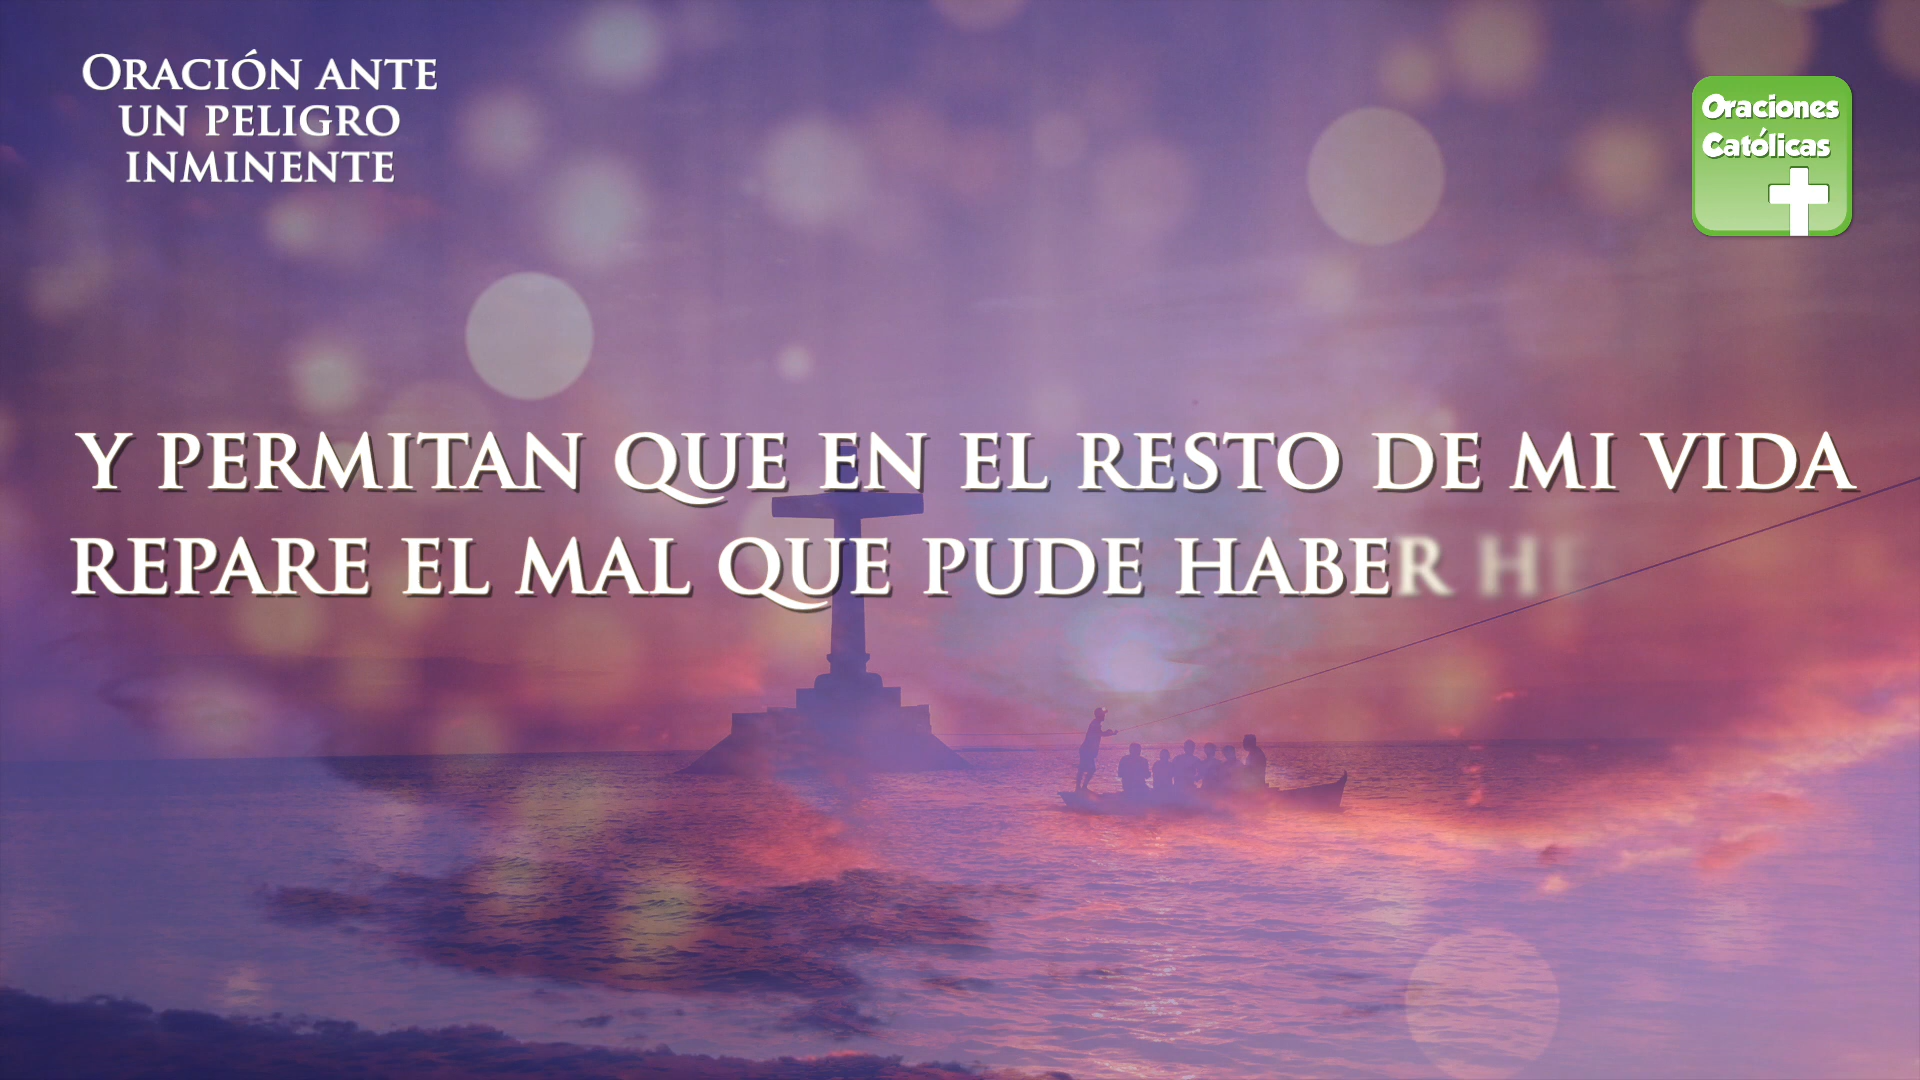 ORACIÓN ANTE
UN PELIGRO
INMINENTE
Oraciones
Católicas
Y PERMITAN QUE EN EL RESTO DE MI VIDA
REPARE EL MAL QUE PUDE HABER HE